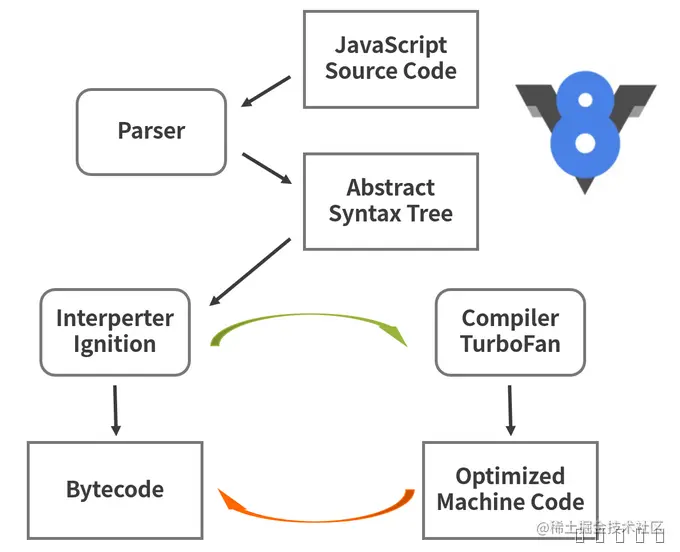 JavaScript
Source Code
Parser
Abstract
Syntax Tree
Interperter
Ignition
Compiler
TurboFan
Bytecode
Optimized
Machine Code
@稀土掘金技术社区